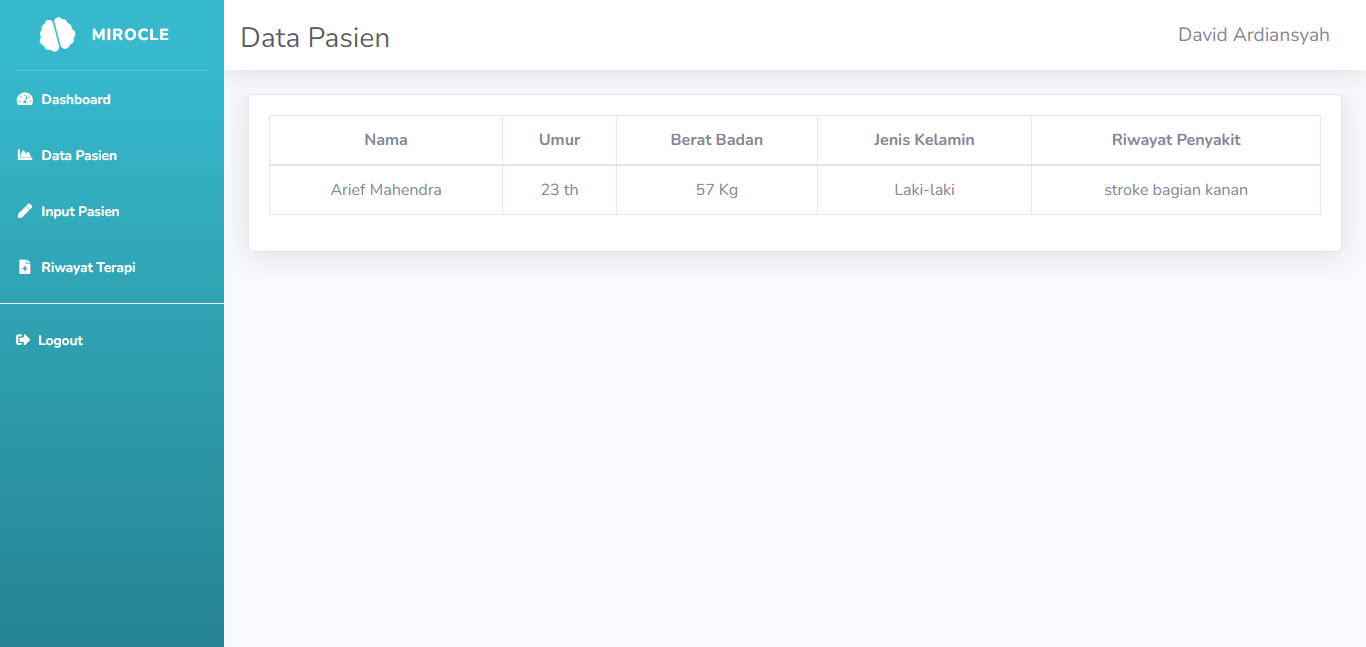 MIROCLE
Dashboard
Data Pasien
Input Pasien
Riwayat Terapi
Logout
Data Pasien
David Ardiansyah
Nama Umur Berat Badan Jenis Kelamin Riwayat Penyakit
Arief Mahendra 23 th 57 Kg Laki-laki stroke bagian kanan